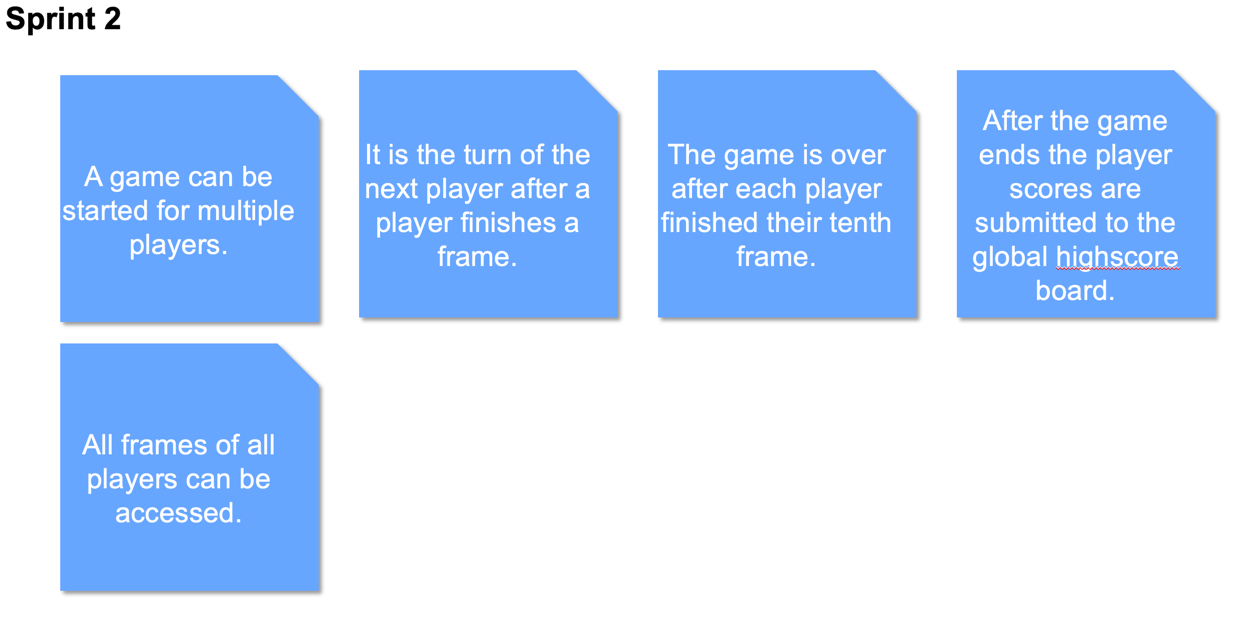 Sprint 2
A game can be
started for multiple
players.
It is the turn of the
next player after a
player finishes a
frame.
The game is over
after each player
finished their tenth
frame.
After the game
ends the player
scores are
submitted to the
global highscore
board.
All frames of all
players can be
accessed.